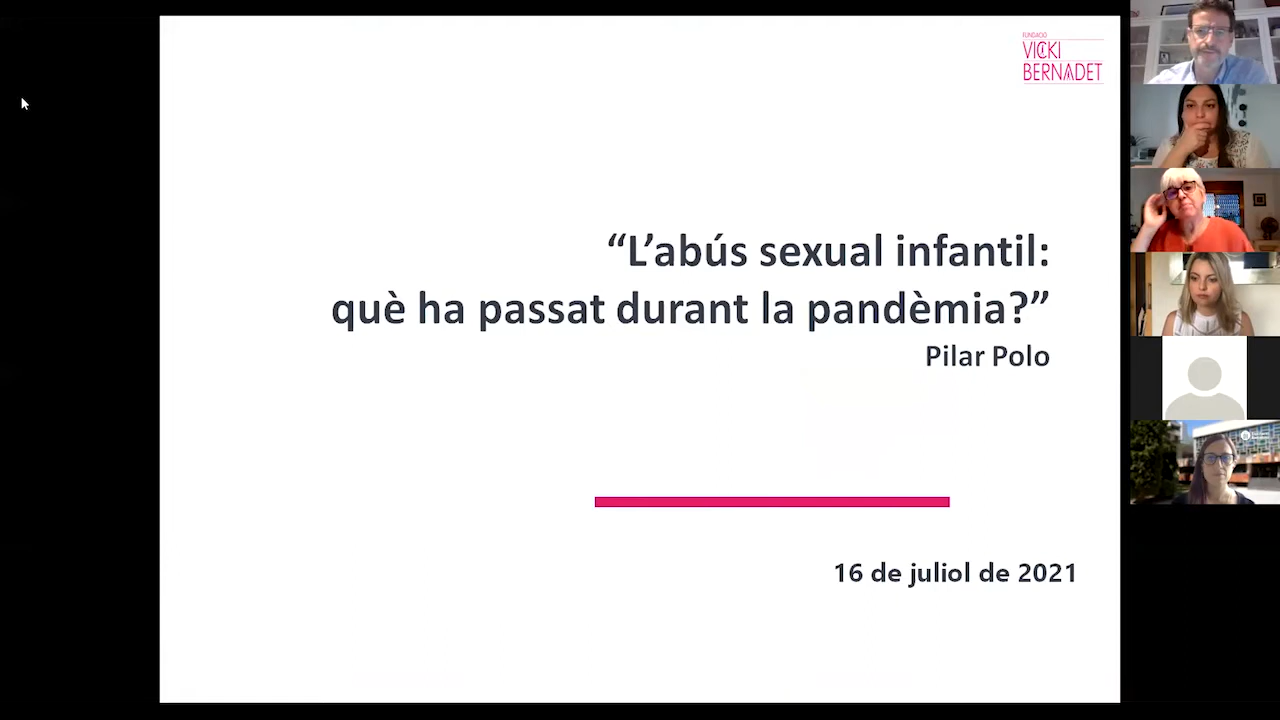 FUNDACIÓ
VICKI
BERNADET
“L’abús sexual infantil:
què ha passat durant la pandèmia?”
Pilar Polo
16 de juliol de 2021